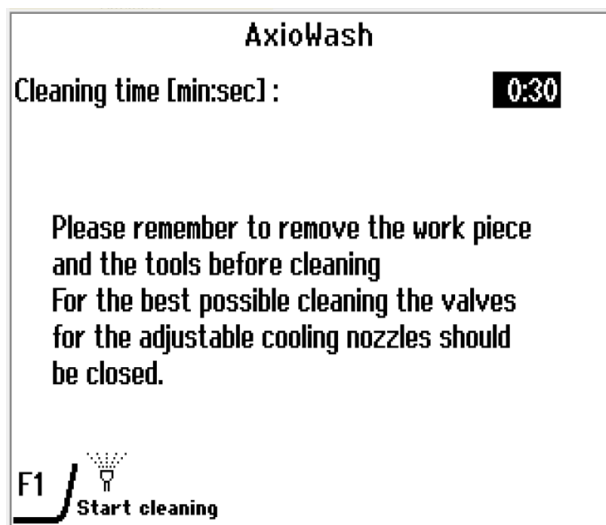 AxioWash
Cleaning time [min:sec] : 0:30
Please remember to remove the work piece
and the tools before cleaning
For the best possible cleaning the valves
for the adjustable cooling nozzles should
be closed.
F1 Start cleaning